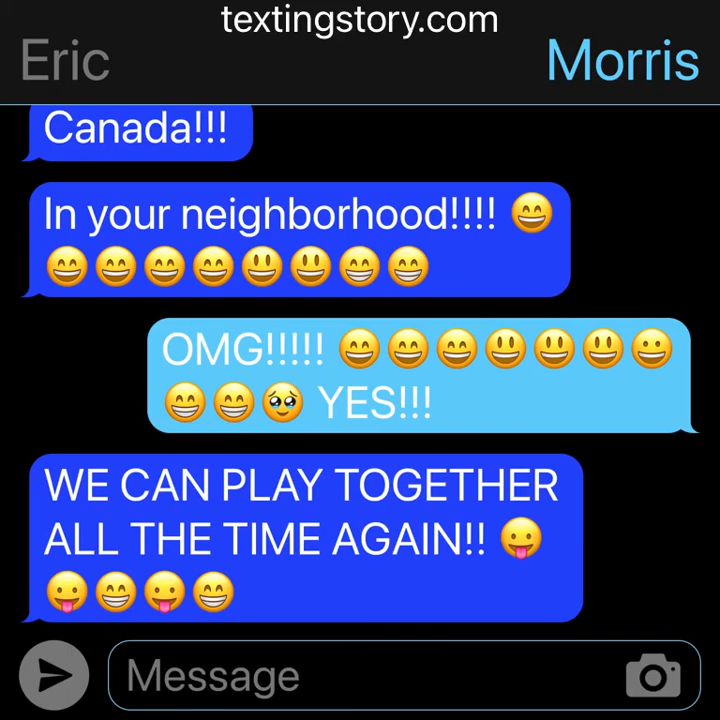 textingstory.com
Eric
Morris
Canada!!!
In your neighborhood!!!! 😄
😄😄😄😄😃😃😁😁
OMG!!!!! 😄😄😄😃😃😃😀
😁😁🥹 YES!!!
WE CAN PLAY TOGETHER
ALL THE TIME AGAIN!! 😛
😛😁😛😁
Message